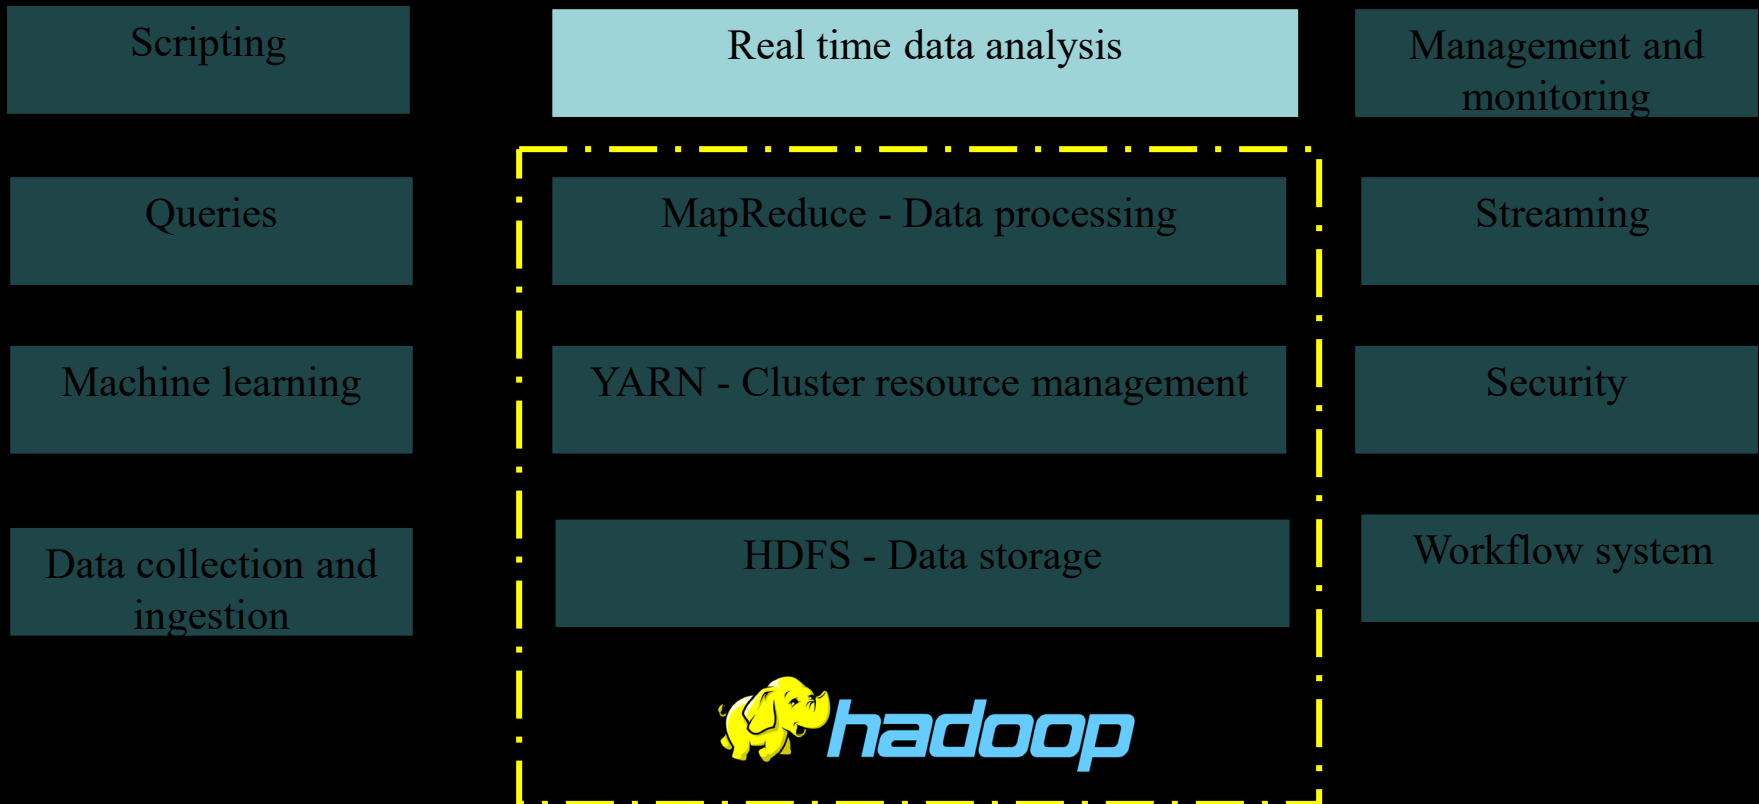 Scripting
Real time data analysis
Management and
monitoring
Queries
MapReduce - Data processing
Streaming
Machine learning
YARN - Cluster resource management
Security
Data collection and
ingestion
HDFS - Data storage
Workflow system
hadoop